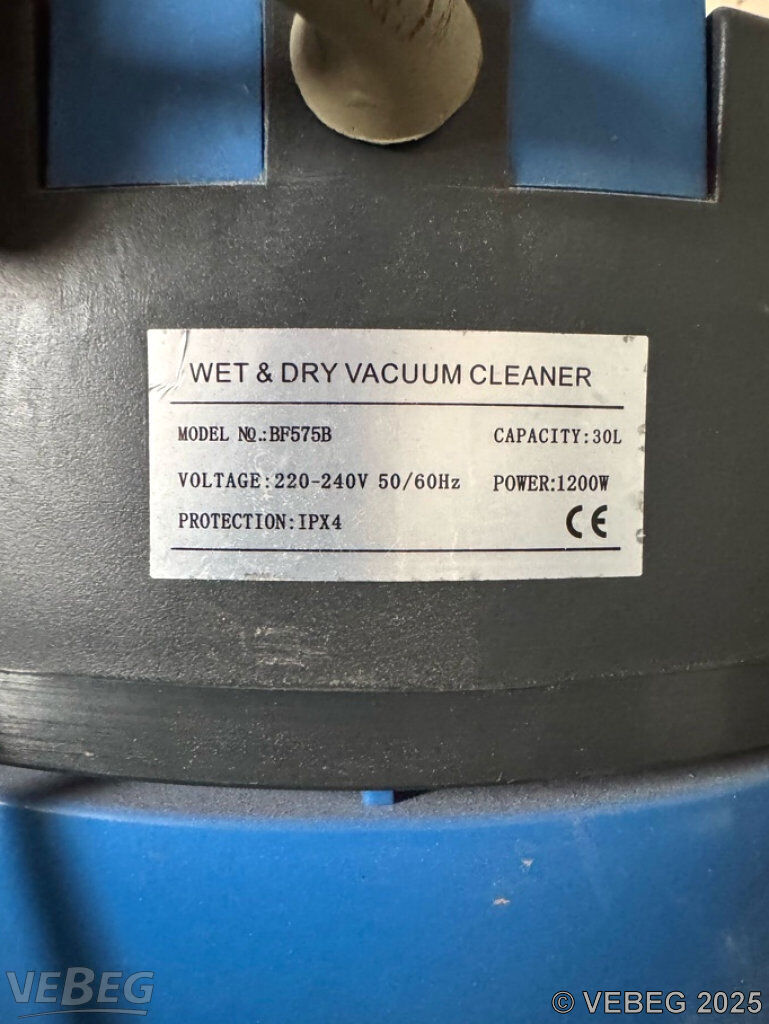 WET & DRY VACUUM CLEANER
MODEL NO.:BF575B CAPACITY:30L
VOLTAGE:220-240V 50/60Hz POWER:1200W
PROTECTION:IPX4 CE
VEBEG © VEBEG 2025